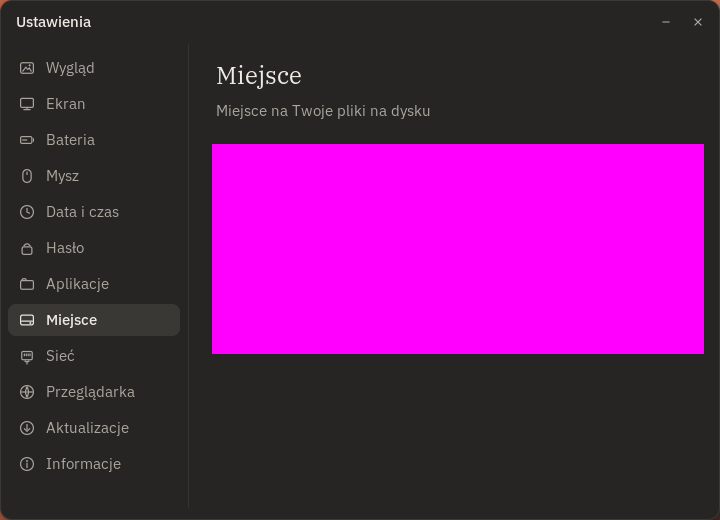 Ustawienia
Wygląd
Ekran
Bateria
Mysz
Data i czas
Hasło
Aplikacje
Miejsce
Sieć
Przeglądarka
Aktualizacje
Informacje
Miejsce
Miejsce na Twoje pliki na dysku